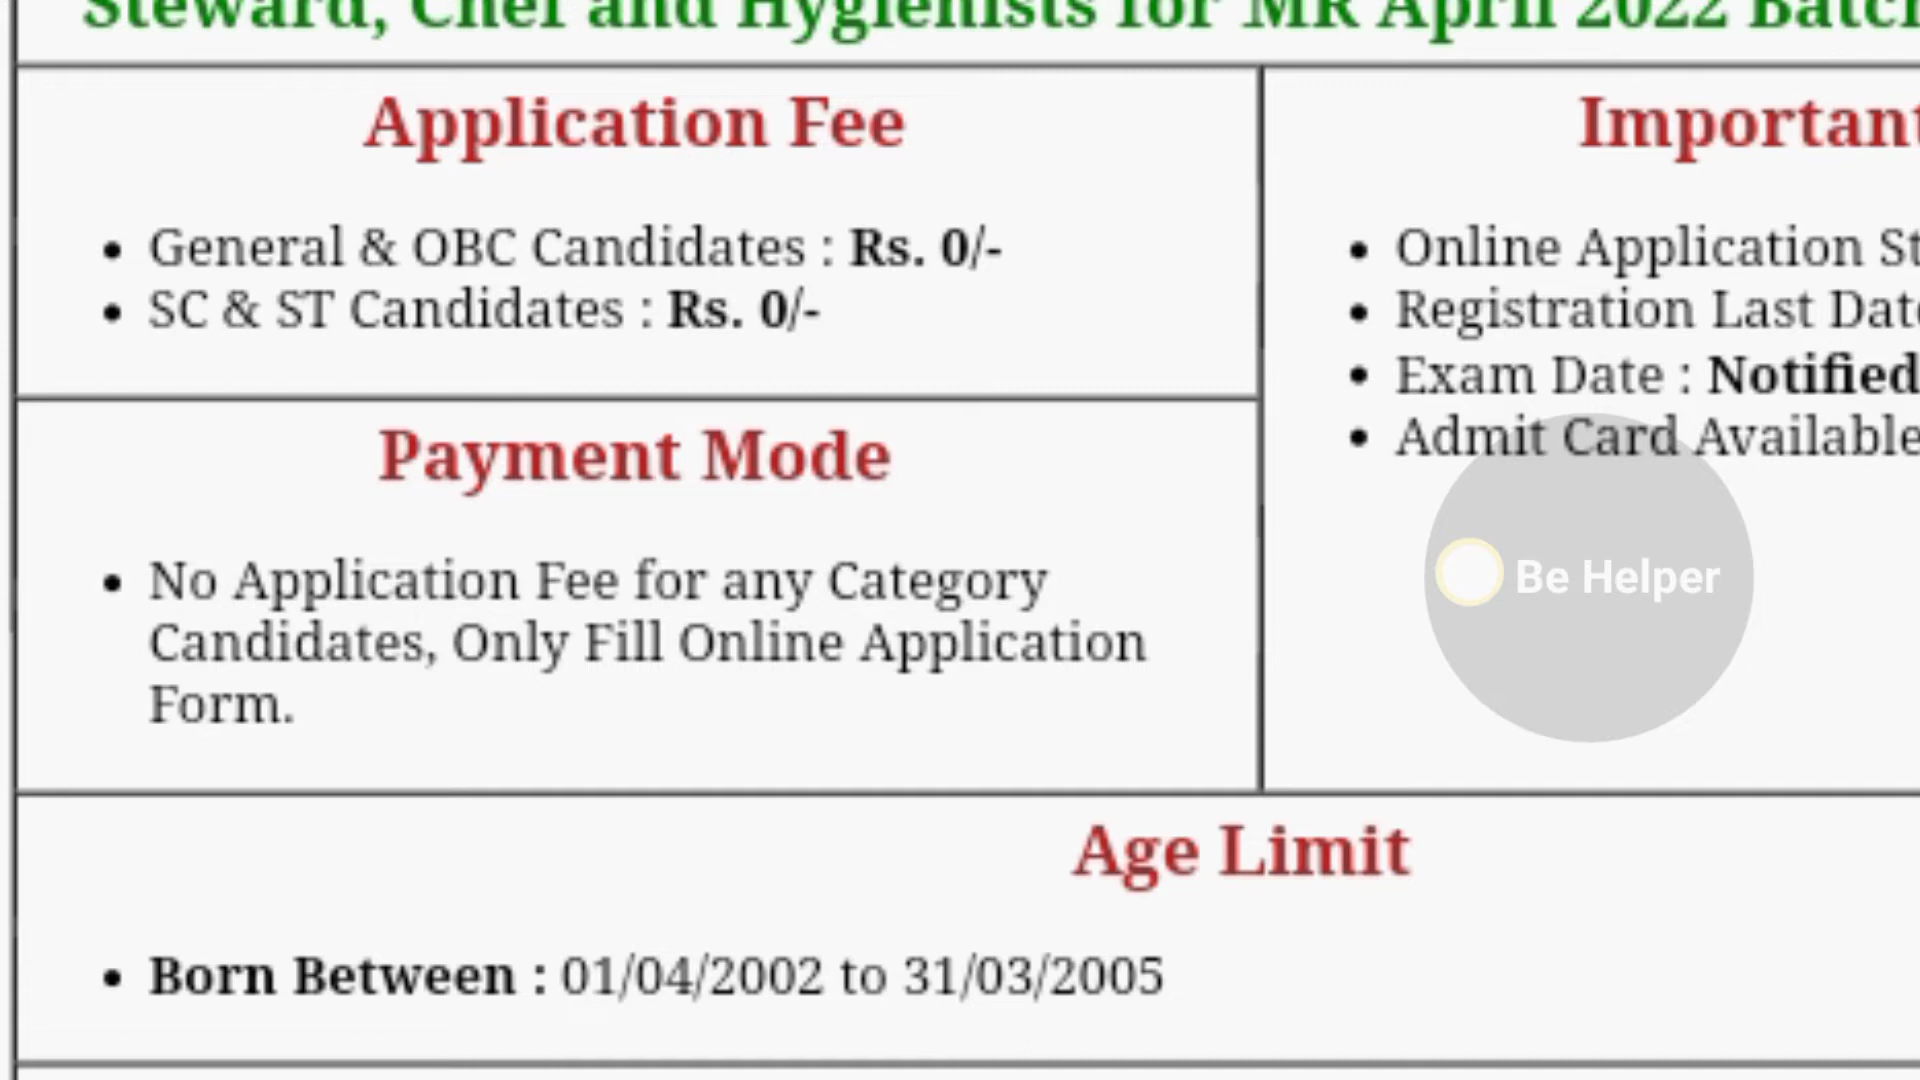 Steward, Chef and Hygienists for MR April 2022 Batch
Application Fee
General & OBC Candidates : Rs. 0/-
SC & ST Candidates : Rs. 0/-
Payment Mode
No Application Fee for any Category
Candidates, Only Fill Online Application
Form.
Important
Online Application St
Registration Last Date
Exam Date : Notified
Admit Card Available
Be Helper
Age Limit
Born Between : 01/04/2002 to 31/03/2005